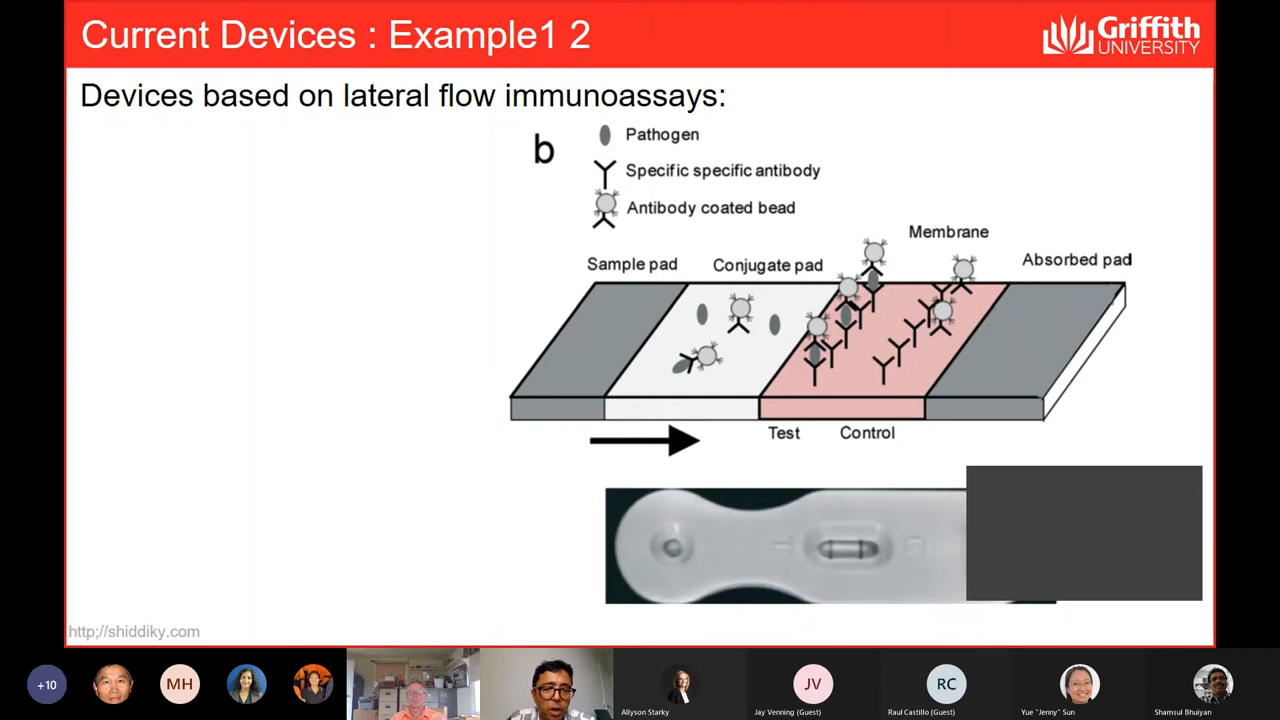 Current Devices : Example1 2
Griffith
UNIVERSITY
Devices based on lateral flow immunoassays:
b
Pathogen
Specific specific antibody
Antibody coated bead
Membrane
Sample pad
Conjugate pad
Absorbed pad
Test
Control
http;//shiddiky.com
+10
MH
JV
RC
Allyson Starky
Jay Venning (Guest)
Raul Castillo (Guest)
Yue "Jenny" Sun
Shamsul Bhuiyan